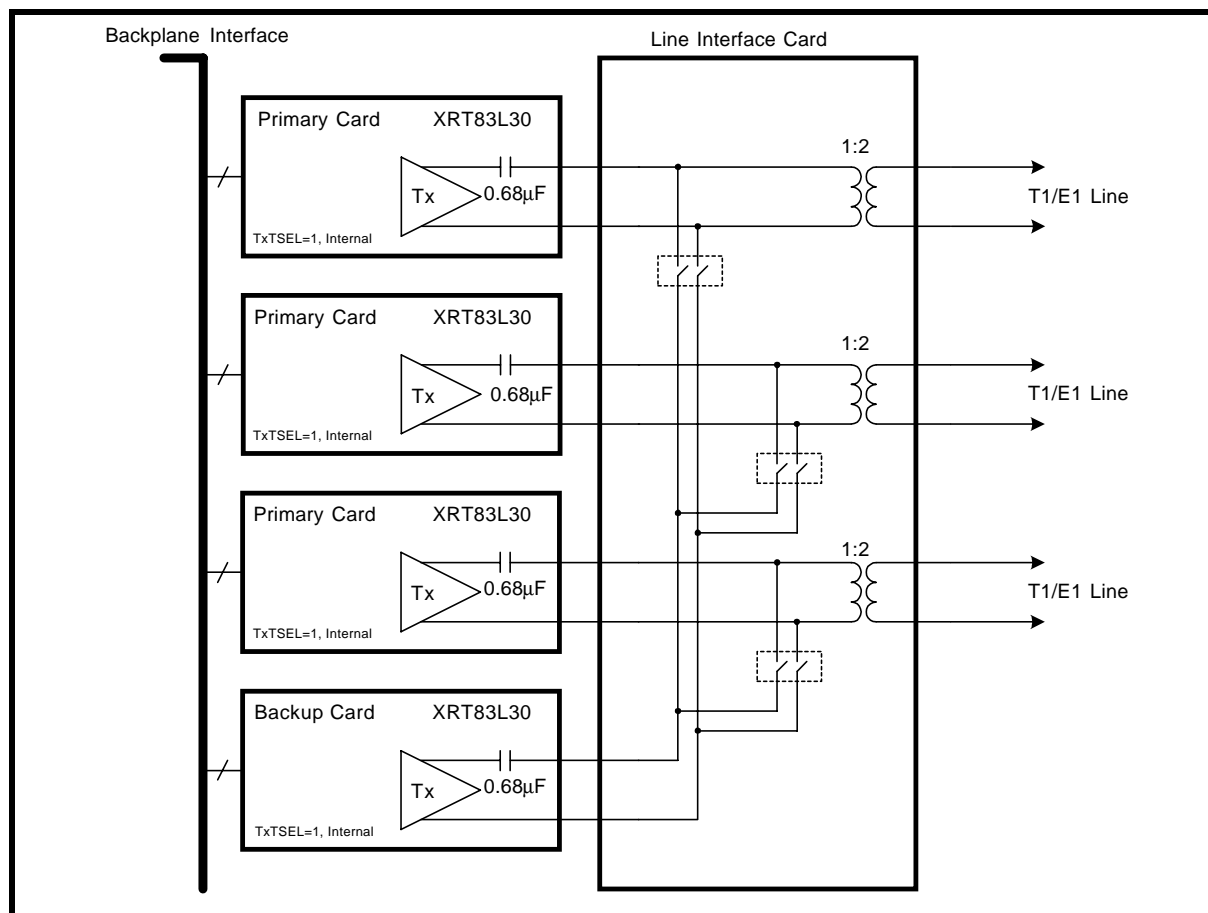 Backplane Interface
Line Interface Card
Primary Card XRT83L30
Tx
0.68µF
TxTSEL=1, Internal
1:2
T1/E1 Line
Primary Card XRT83L30
Tx
0.68µF
TxTSEL=1, Internal
1:2
T1/E1 Line
Primary Card XRT83L30
Tx
0.68µF
TxTSEL=1, Internal
1:2
T1/E1 Line
Backup Card XRT83L30
Tx
0.68µF
TxTSEL=1, Internal